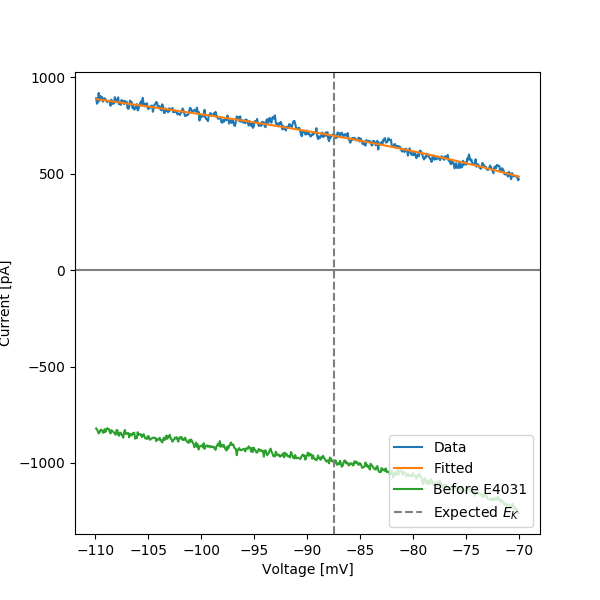 1000
500
0
−500
−1000
Current [pA]
−110
−105
−100
−95
−90
−85
−80
−75
−70
Voltage [mV]
Data
Fitted
Before E4031
Expected E_K